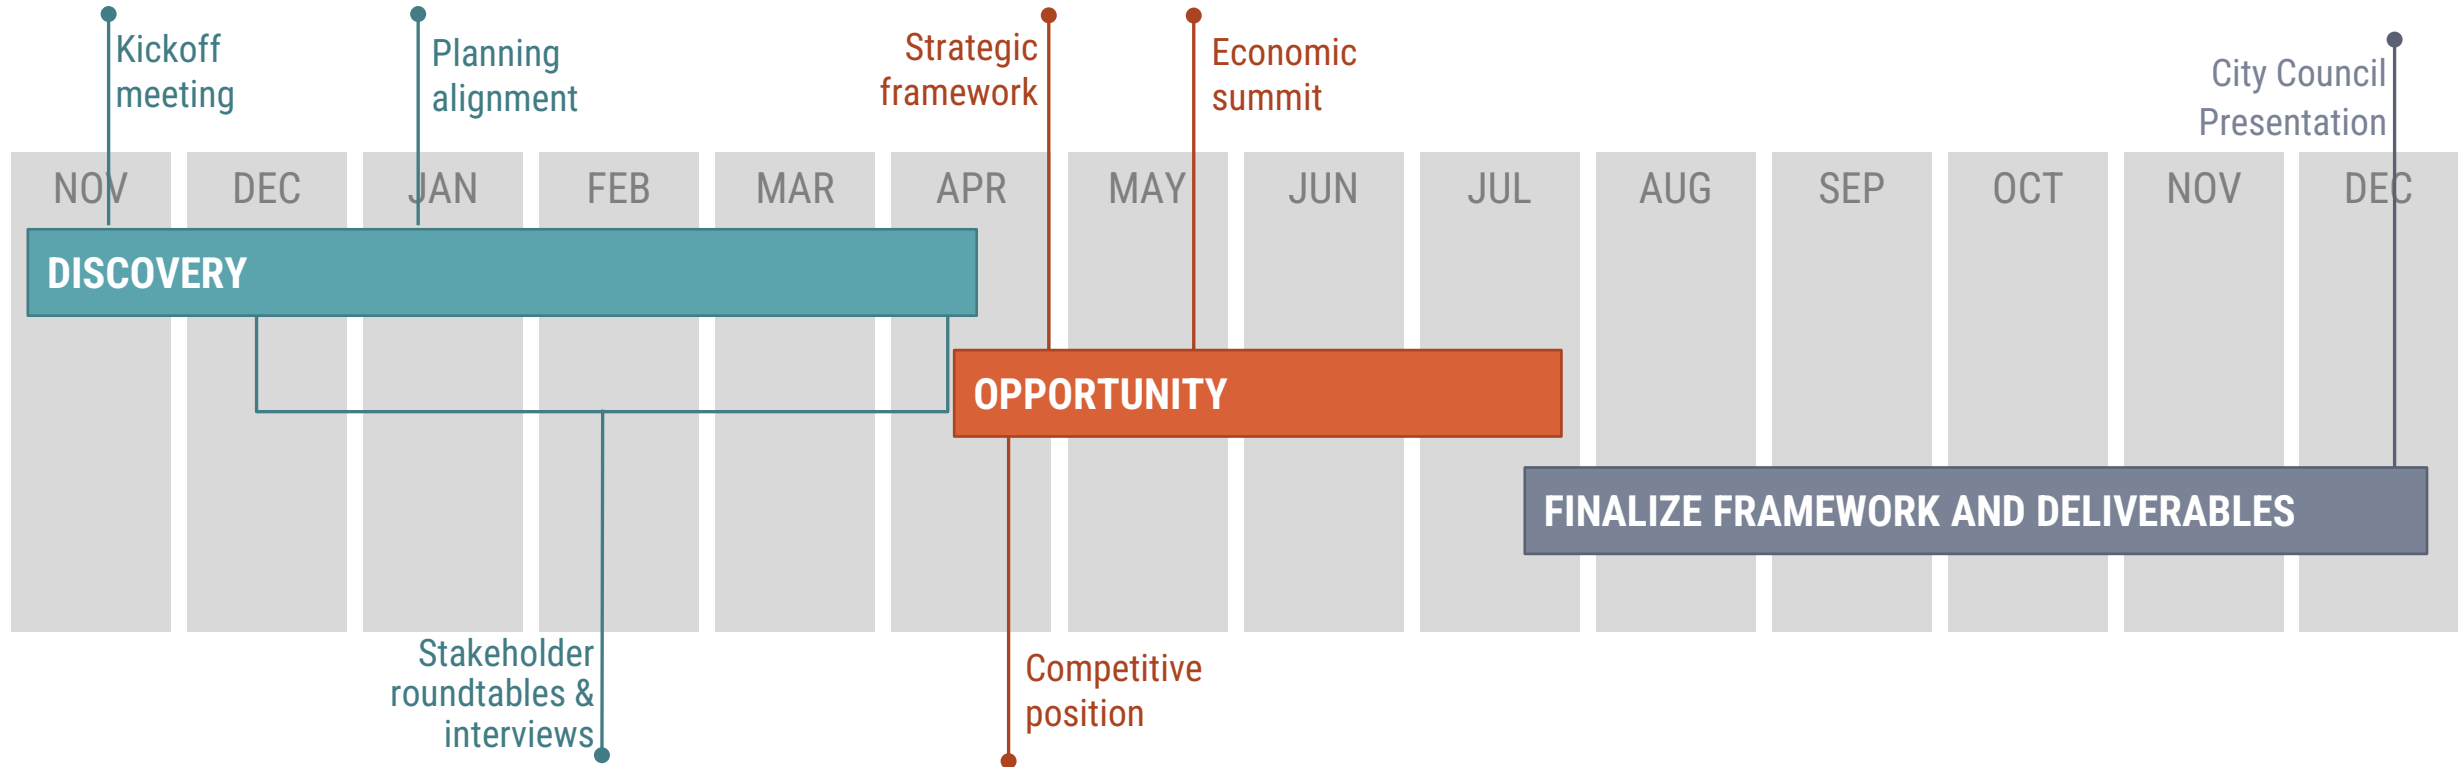 Kickoff
meeting
Planning
alignment
Strategic
framework
Economic
summit
City Council
Presentation
NOV DEC JAN FEB MAR APR MAY JUN JUL AUG SEP OCT NOV DEC
DISCOVERY
OPPORTUNITY
FINALIZE FRAMEWORK AND DELIVERABLES
Stakeholder
roundtables &
interviews
Competitive
position